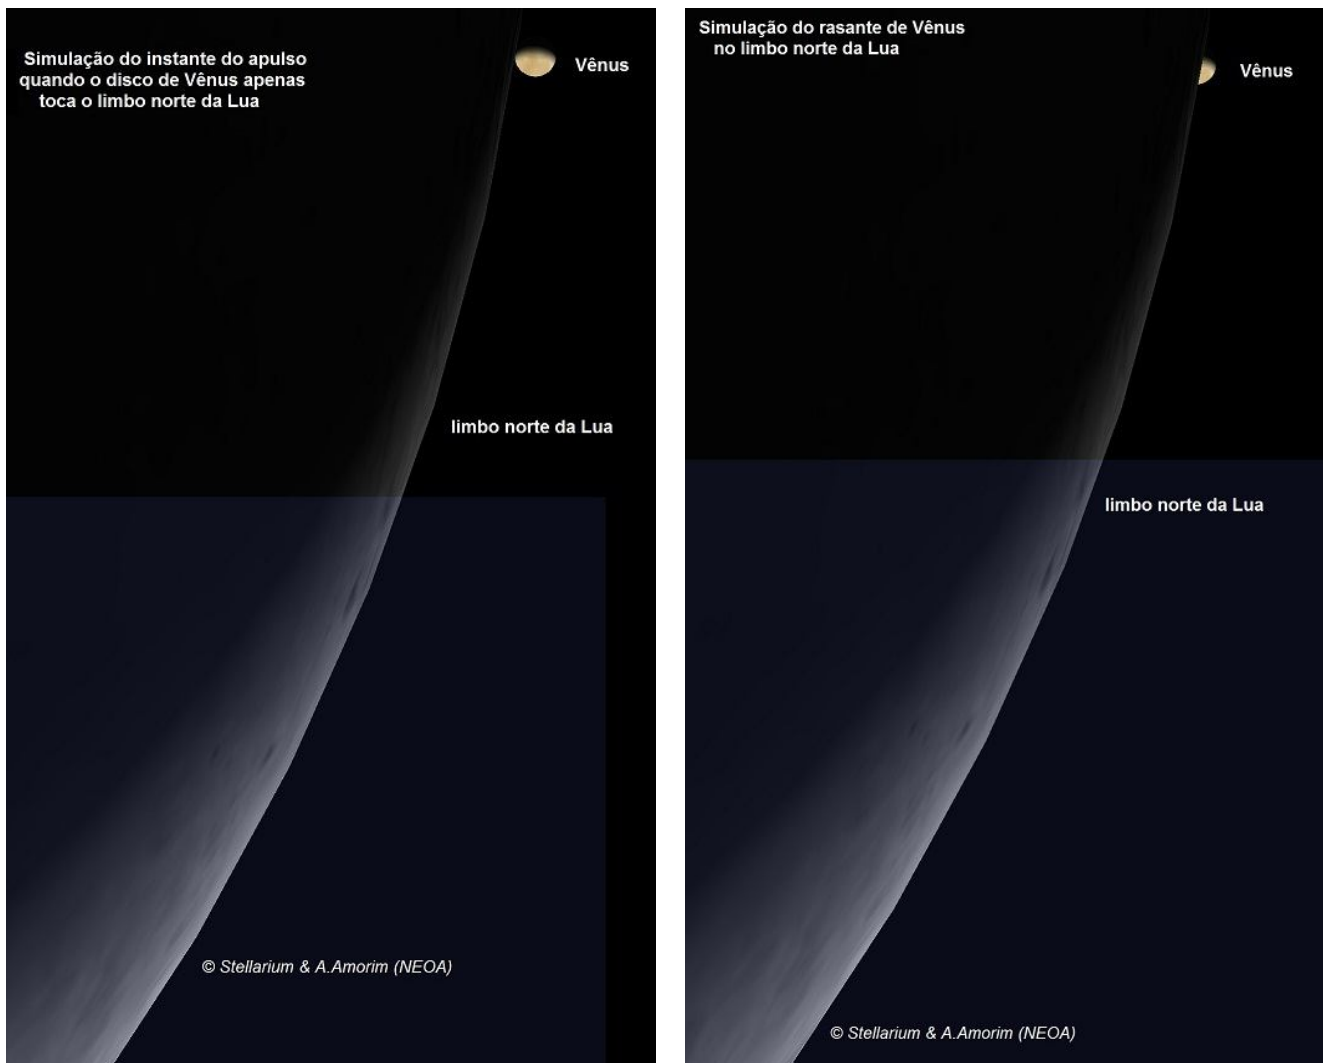 Simulação do instante do apulso
quando o disco de Vênus apenas
toca o limbo norte da Lua
Vênus
limbo norte da Lua
© Stellarium & A.Amorim (NEOA)
Simulação do rasante de Vênus
no limbo norte da Lua
Vênus
limbo norte da Lua
© Stellarium & A.Amorim (NEOA)